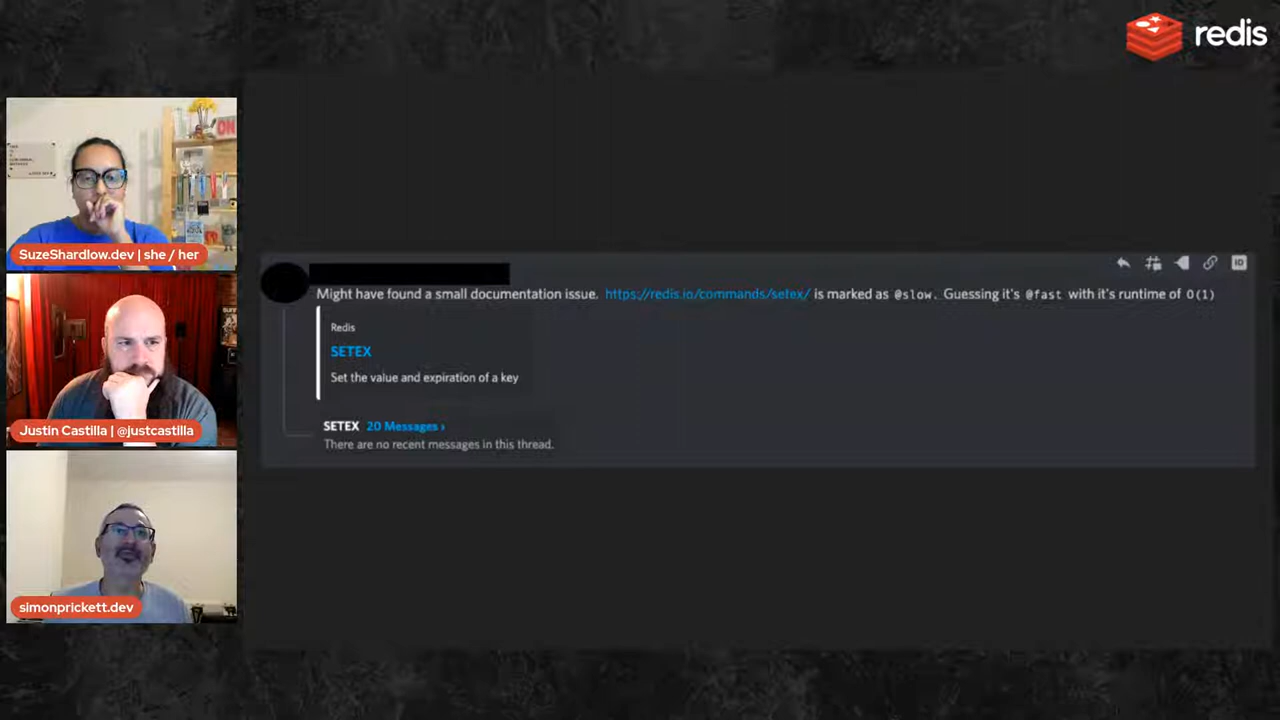 redis
ON
SuzeShardlow.dev | she / her
Justin Castilla | @justcastilla
simonprickett.dev
Might have found a small documentation issue. https://redis.io/commands/setex/ is marked as @slow. Guessing it's @fast with it's runtime of O(1)
Redis
SETEX
Set the value and expiration of a key
SETEX 20 Messages ›
There are no recent messages in this thread.
ID